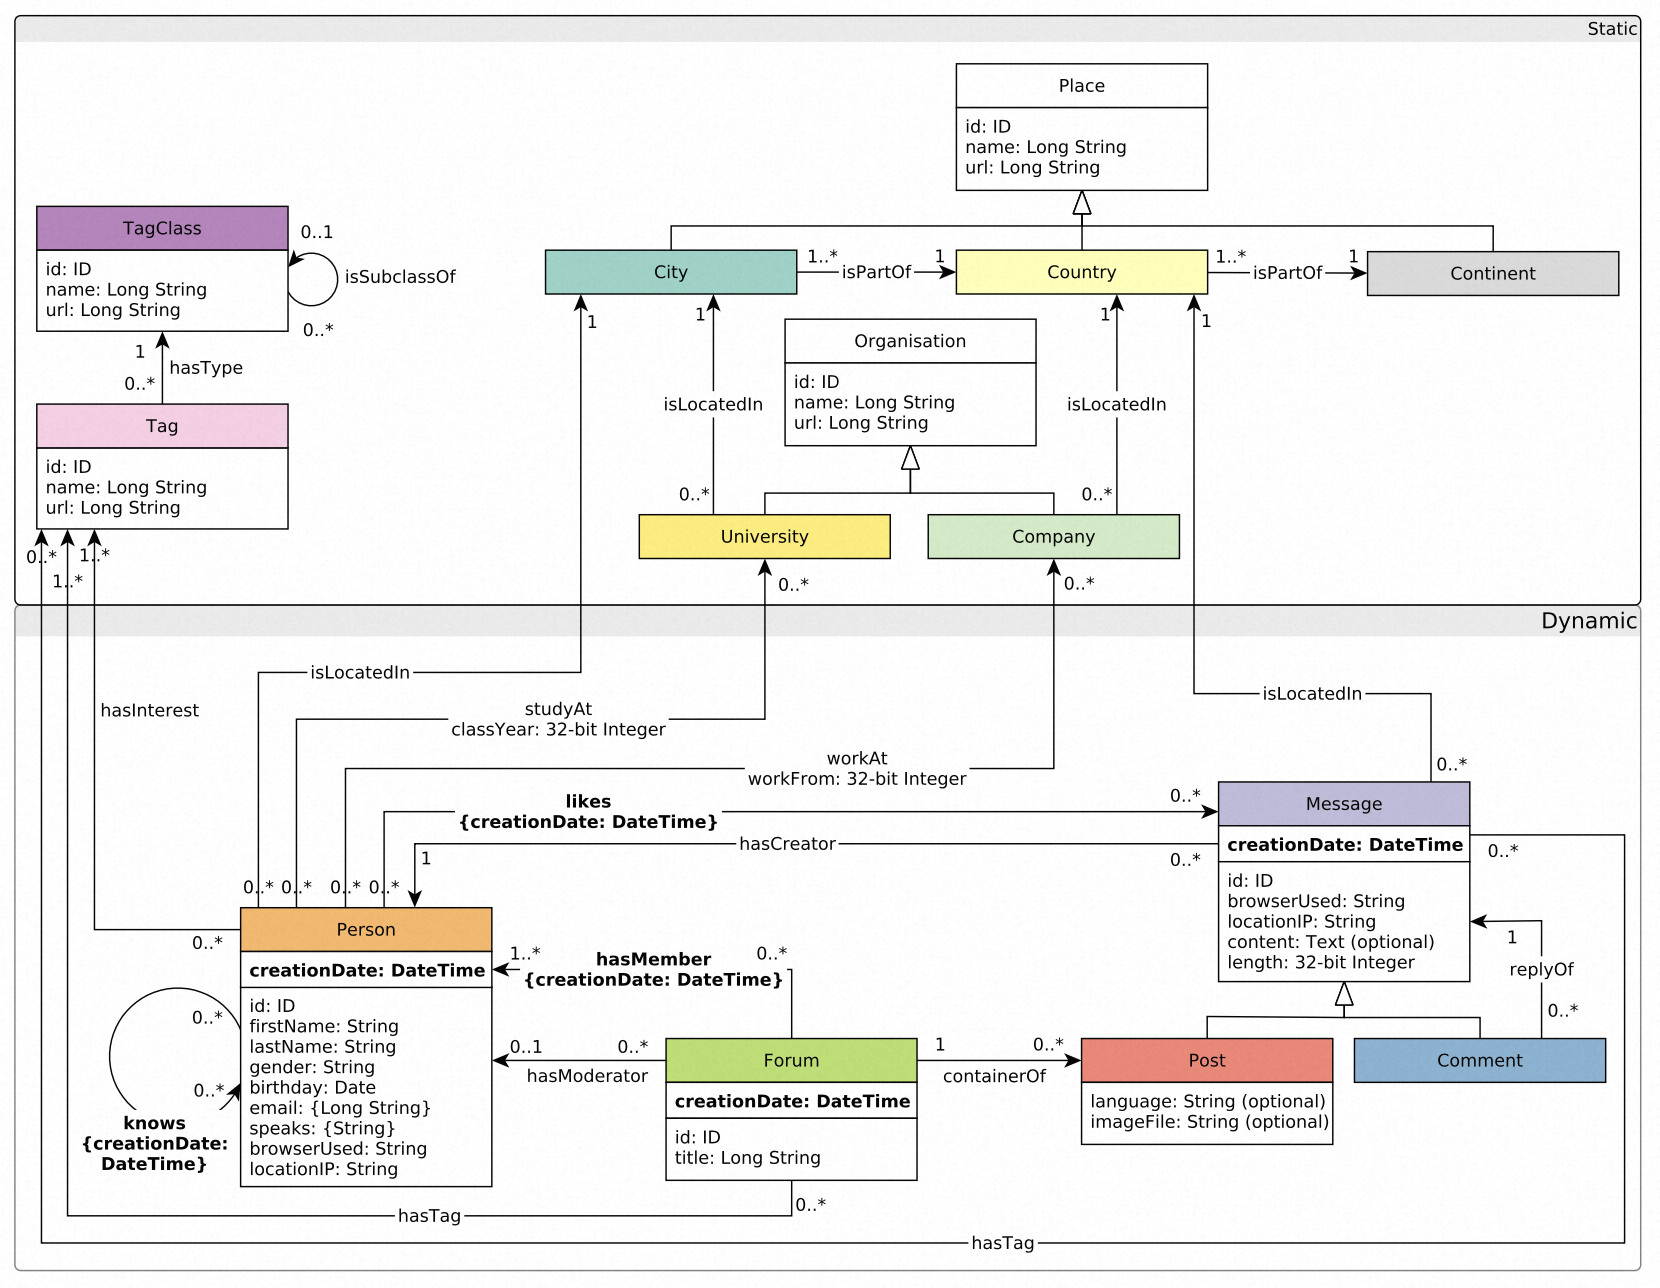 Static
Place
id: ID
name: Long String
url: Long String
TagClass
id: ID
name: Long String
url: Long String
0..1
isSubclassOf
0..*
City
1..*
isPartOf
1
Country
1..*
isPartOf
1
Continent
1
1
1
1
Organisation
id: ID
name: Long String
url: Long String
1
hasType
0..*
isLocatedIn
isLocatedIn
Tag
id: ID
name: Long String
url: Long String
0..*
0..*
University
Company
0..*
1..*
1..*
0..*
0..*
Dynamic
isLocatedIn
isLocatedIn
hasInterest
studyAt
classYear: 32-bit Integer
workAt
workFrom: 32-bit Integer
0..*
likes
{creationDate: DateTime}
0..*
Message
creationDate: DateTime
id: ID
browserUsed: String
locationIP: String
content: Text (optional)
length: 32-bit Integer
hasCreator
1
0..*
0..*
0..*
0..*
0..*
0..*
Person
creationDate: DateTime
id: ID
firstName: String
lastName: String
gender: String
birthday: Date
email: {Long String}
speaks: {String}
browserUsed: String
locationIP: String
0..*
1..*
hasMember
{creationDate: DateTime}
0..*
1
replyOf
0..*
0..*
0..*
knows
{creationDate:
DateTime}
0..1
0..*
hasModerator
Forum
creationDate: DateTime
id: ID
title: Long String
1
0..*
containerOf
Post
language: String (optional)
imageFile: String (optional)
Comment
0..*
hasTag
hasTag